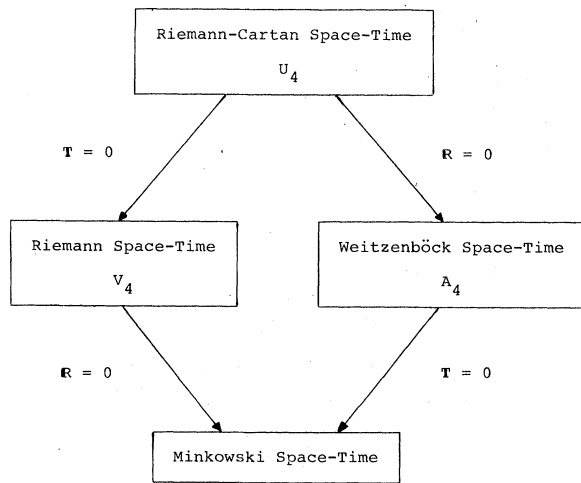 Riemann-Cartan Space-Time
U₄
T = 0
R = 0
Riemann Space-Time
V₄
Weitzenböck Space-Time
A₄
R = 0
T = 0
Minkowski Space-Time